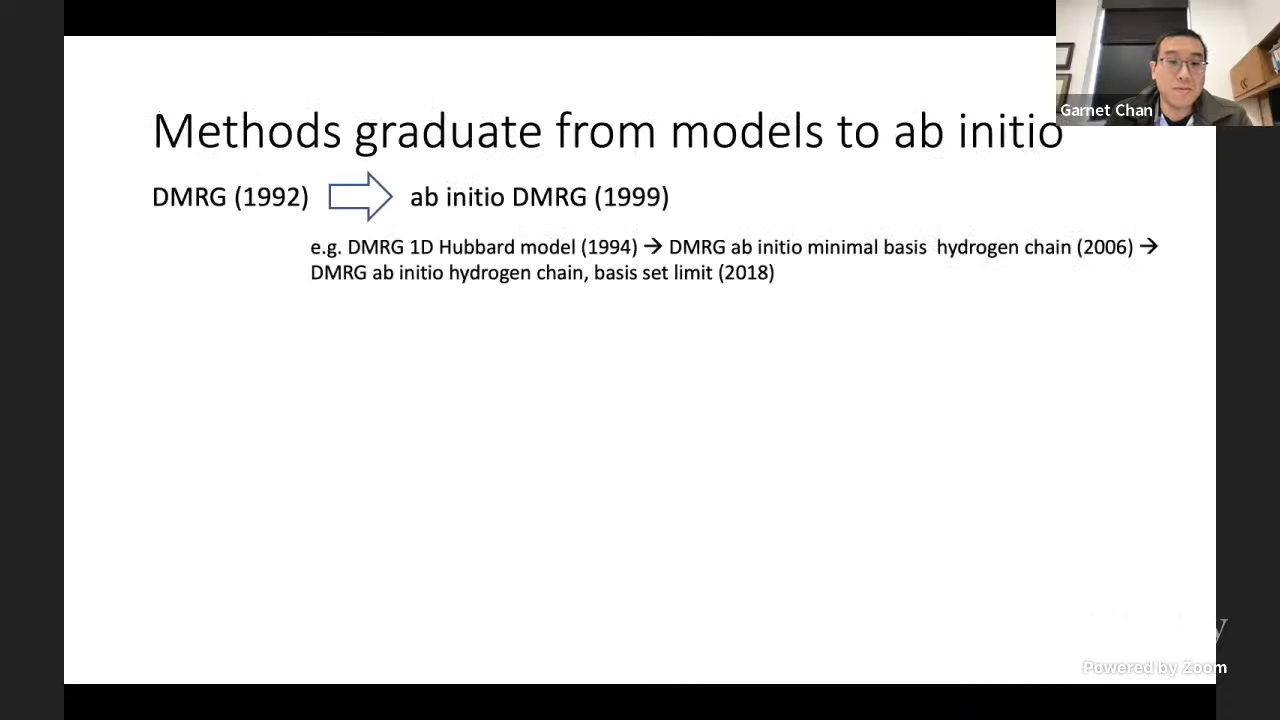 Garnet Chan
Methods graduate from models to ab initio
DMRG (1992) ab initio DMRG (1999)
e.g. DMRG 1D Hubbard model (1994) → DMRG ab initio minimal basis hydrogen chain (2006) →
DMRG ab initio hydrogen chain, basis set limit (2018)
Powered by Zoom